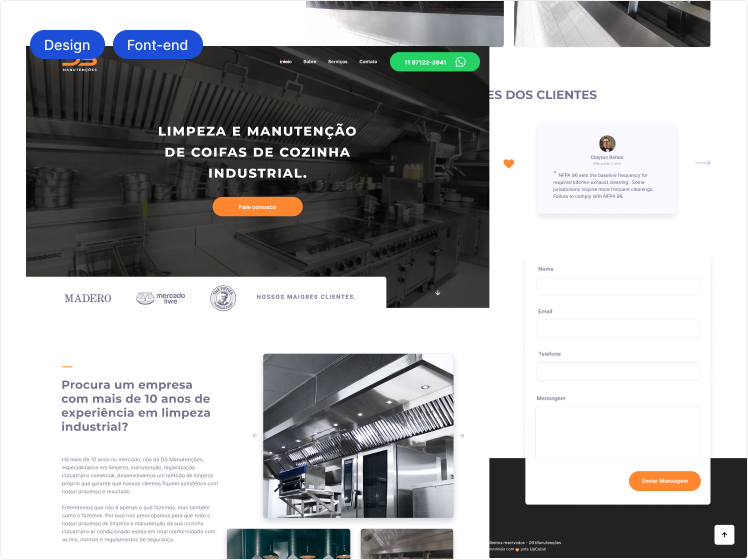 Design
Font-end
DS
MANUTENÇÕES
Início
Sobre
Serviços
Contato
11 97122-3941
LIMPEZA E MANUTENÇÃO
DE COIFAS DE COZINHA
INDUSTRIAL.
Fale conosco
MADERO
mercado
livre
NOSSOS MAIORES CLIENTES.
Procura um empresa
com mais de 10 anos de
experiência em limpeza
industrial?
Há mais de 10 anos no mercado, nós da DS Manutenções,
especializados em limpeza, manutenção, higienização
industrial e comercial, desenvolvemos um método de limpeza
próprio que garante que nossos clientes fiquem satisfeitos com
nosso processo e resultado.
Entendemos que não é apenas o que fazemos, mas também
como o fazemos. Por isso nos preocupamos para que todo o
nosso processo de limpeza e manutenção da sua cozinha
industrial e ar condicionado esteja em total conformidade com
as leis, normas e regulamentos de segurança.
ES DOS CLIENTES
Clayton Rafael
Mercado Livre
" NFPA 96 sets the baseline frequency for
required kitchen exhaust cleaning. Some
jurisdictions require more frequent cleanings.
Failure to comply with NFPA 96.
Nome
Email
Telefone
Mensagem
Enviar Mensagem
direitos reservados - DS Manutenções